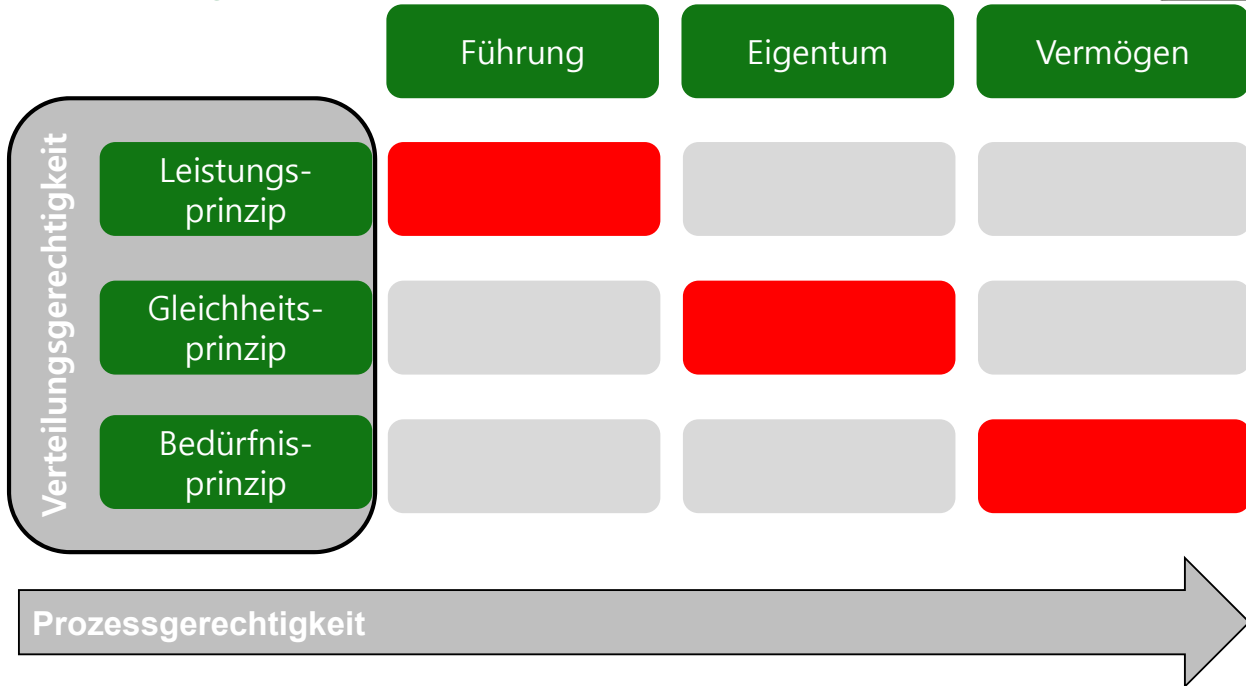 Führung
Eigentum
Vermögen
Verteilungsgerechtigkeit
Leistungs-
prinzip
Gleichheits-
prinzip
Bedürfnis-
prinzip
Prozessgerechtigkeit